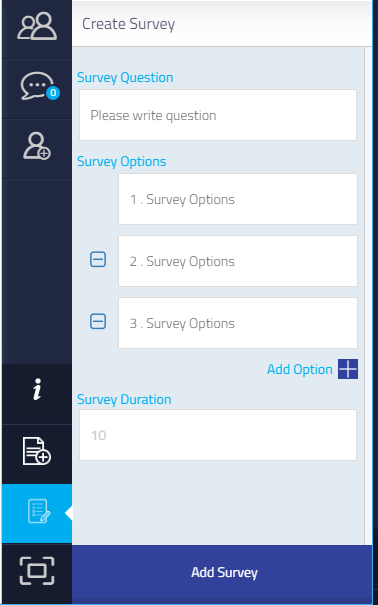 Create Survey
0
Survey Question
Please write question
Survey Options
1 . Survey Options
2 . Survey Options
3 . Survey Options
Add Option
Survey Duration
10
Add Survey